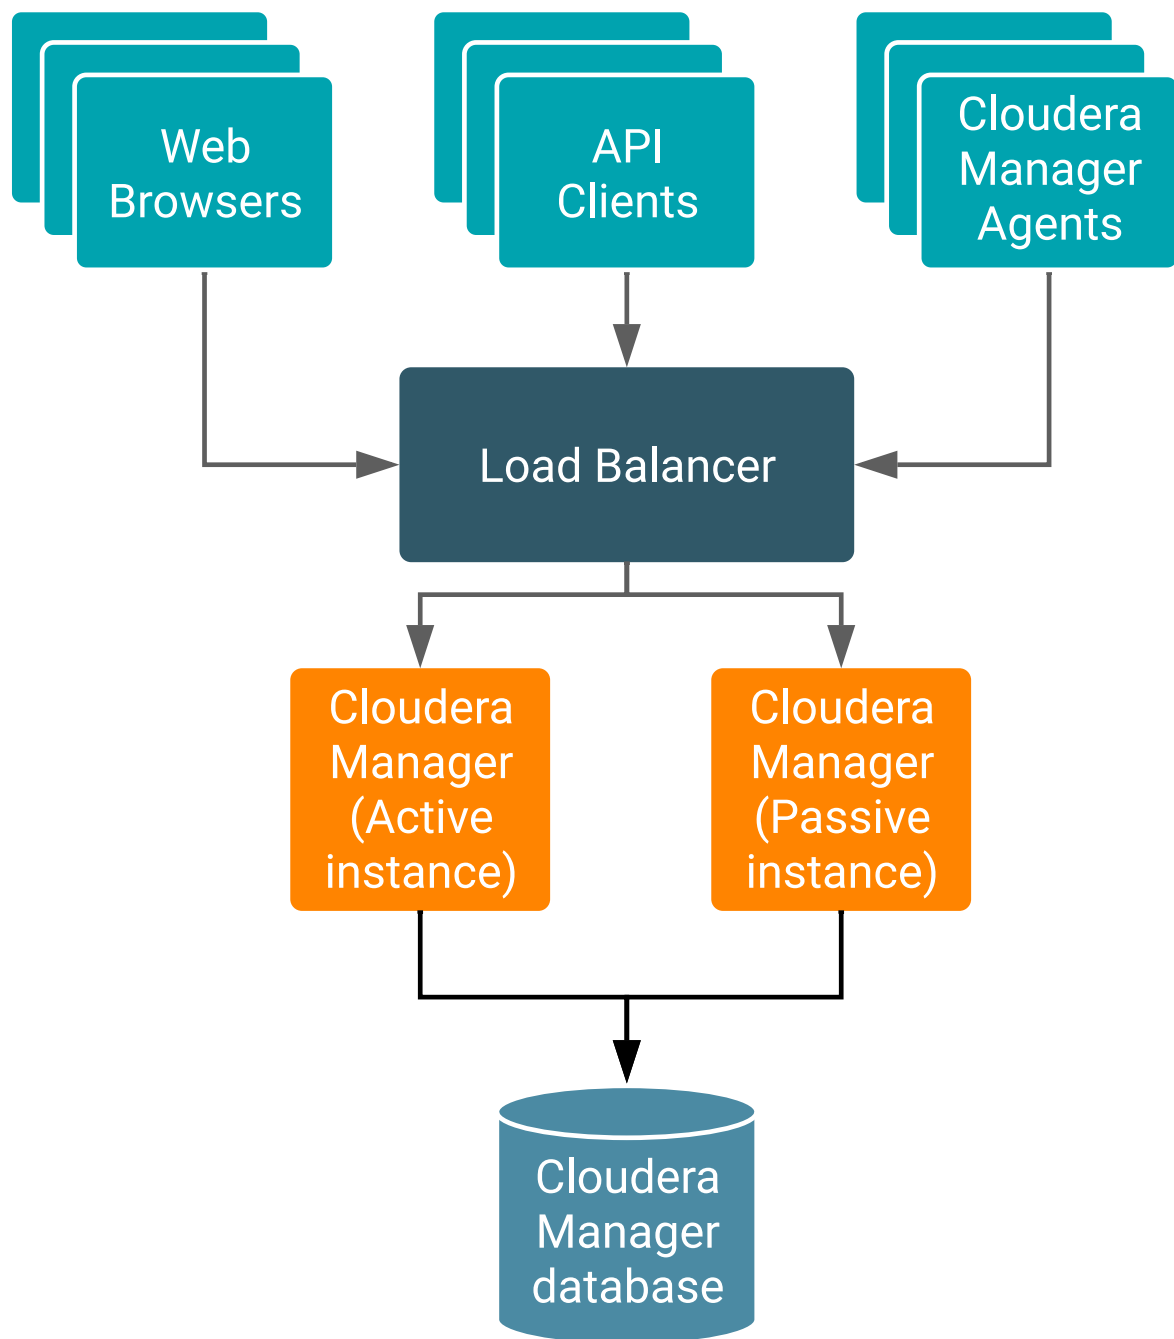 Web
Browsers
API
Clients
Cloudera
Manager
Agents
Load Balancer
Cloudera
Manager
(Active
instance)
Cloudera
Manager
(Passive
instance)
Cloudera
Manager
database